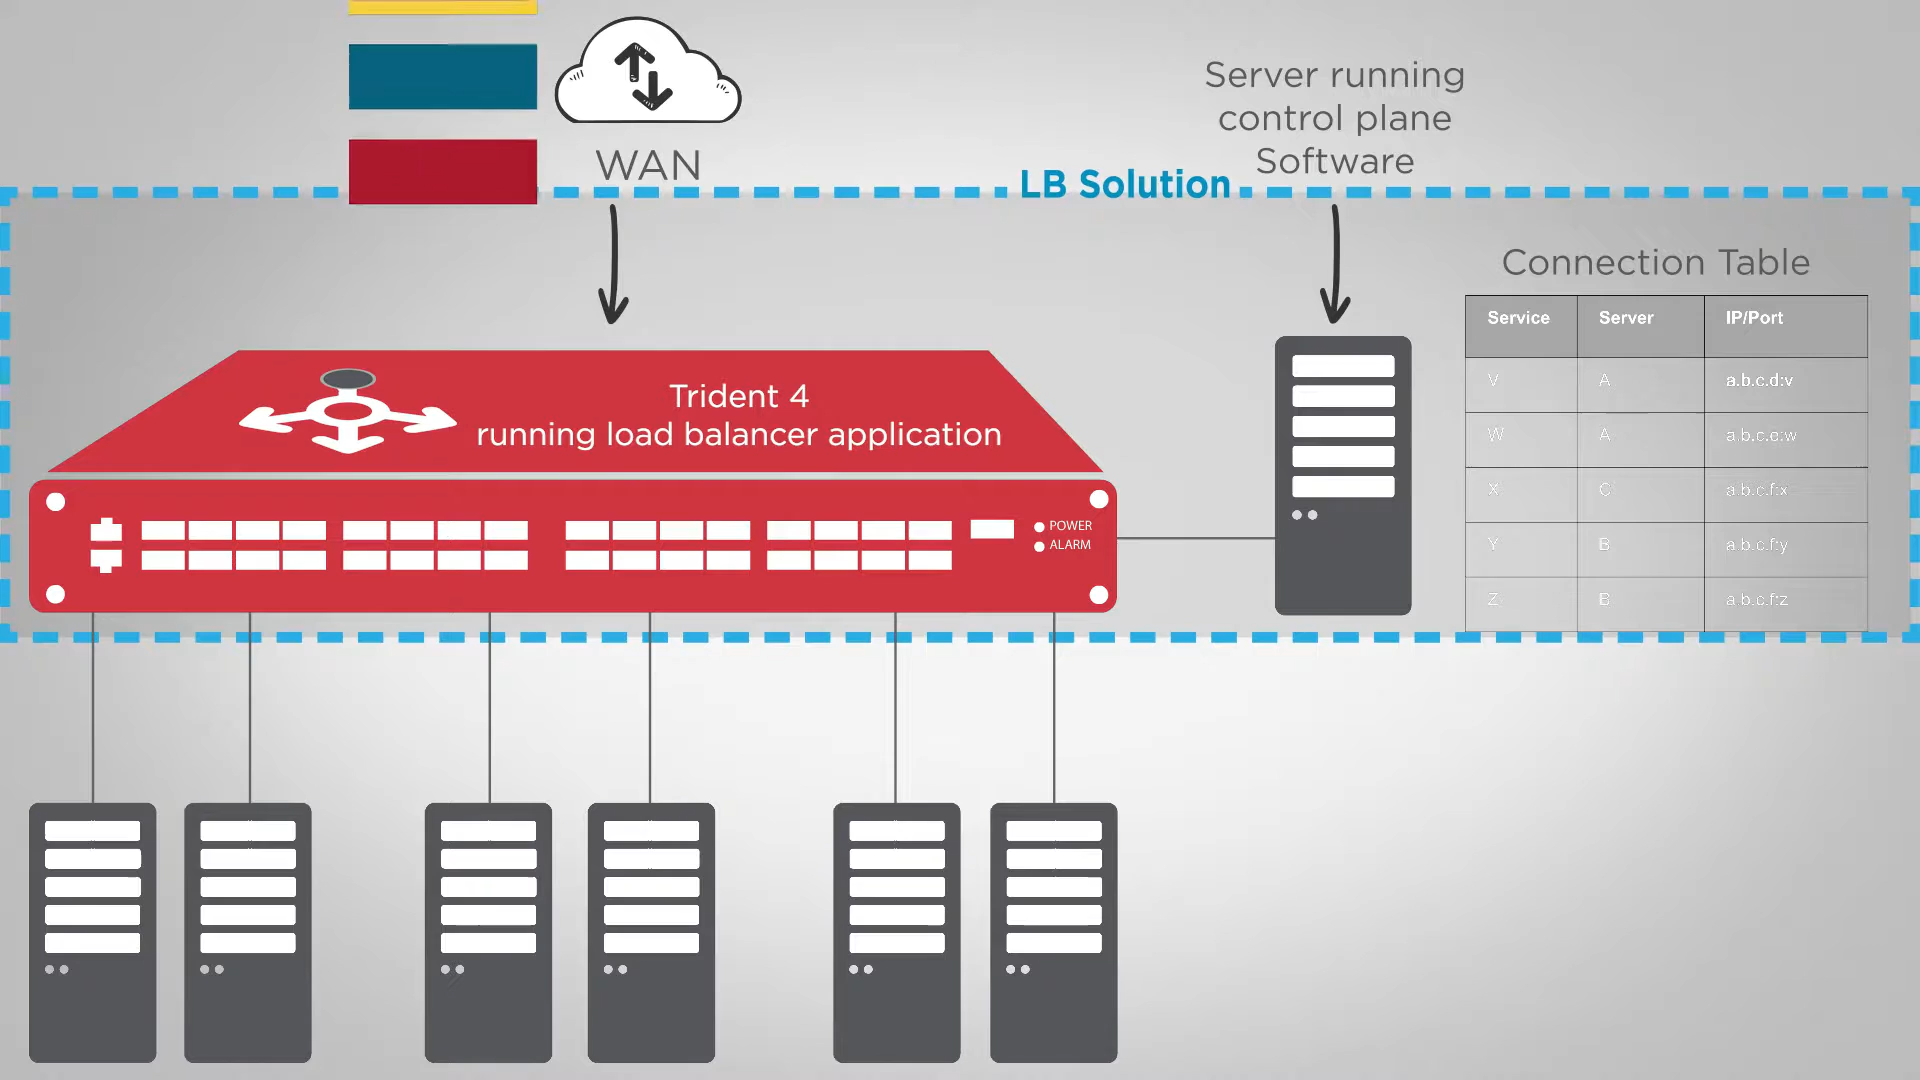 Server running
control plane
Software
WAN
LB Solution
Connection Table
Service Server IP/Port
V A a.b.c.d:v
W A a.b.c.e:w
X C a.b.c.f:x
Y B a.b.c.f:y
Z B a.b.c.f:z
Trident 4
running load balancer application
POWER
ALARM